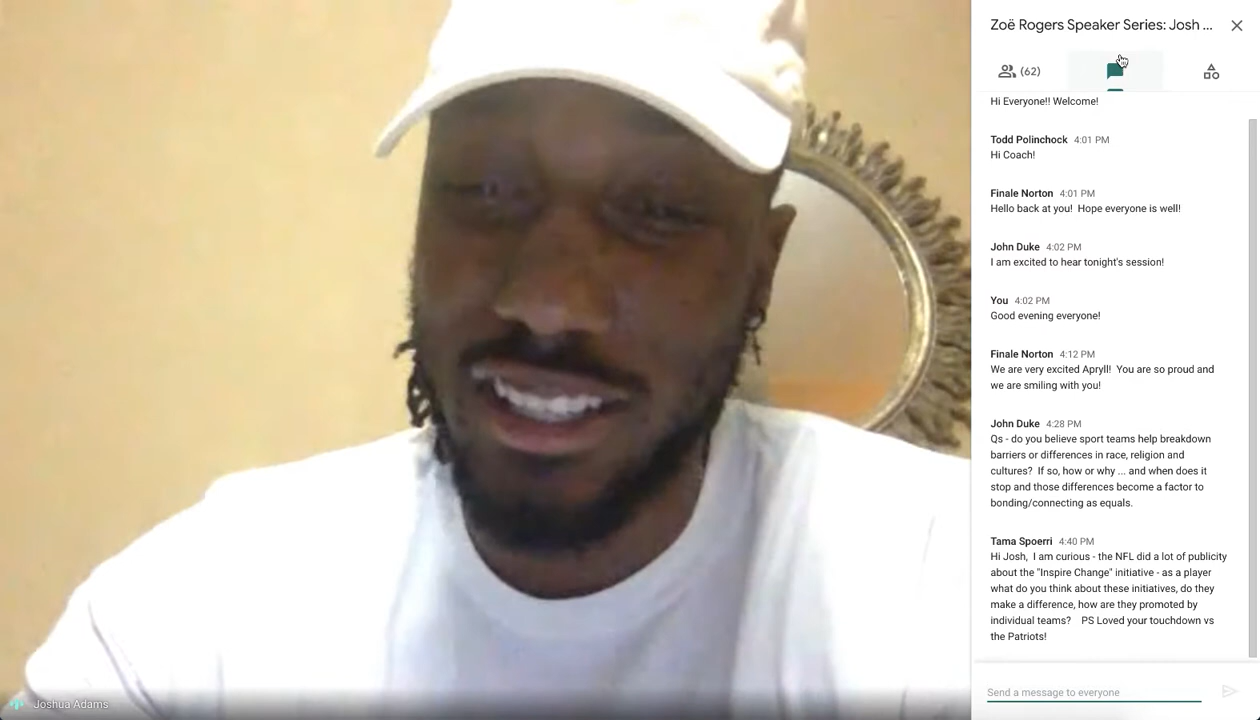 Zoë Rogers Speaker Series: Josh ...
(62)
Hi Everyone!! Welcome!
Todd Polinchock 4:01 PM
Hi Coach!
Finale Norton 4:01 PM
Hello back at you! Hope everyone is well!
John Duke 4:02 PM
I am excited to hear tonight's session!
You 4:02 PM
Good evening everyone!
Finale Norton 4:12 PM
We are very excited Apryll! You are so proud and
we are smiling with you!
John Duke 4:28 PM
Qs - do you believe sport teams help breakdown
barriers or differences in race, religion and
cultures? If so, how or why ... and when does it
stop and those differences become a factor to
bonding/connecting as equals.
Tama Spoerri 4:40 PM
Hi Josh, I am curious - the NFL did a lot of publicity
about the "Inspire Change" initiative - as a player
what do you think about these initiatives, do they
make a difference, how are they promoted by
individual teams? PS Loved your touchdown vs
the Patriots!
Send a message to everyone
Joshua Adams